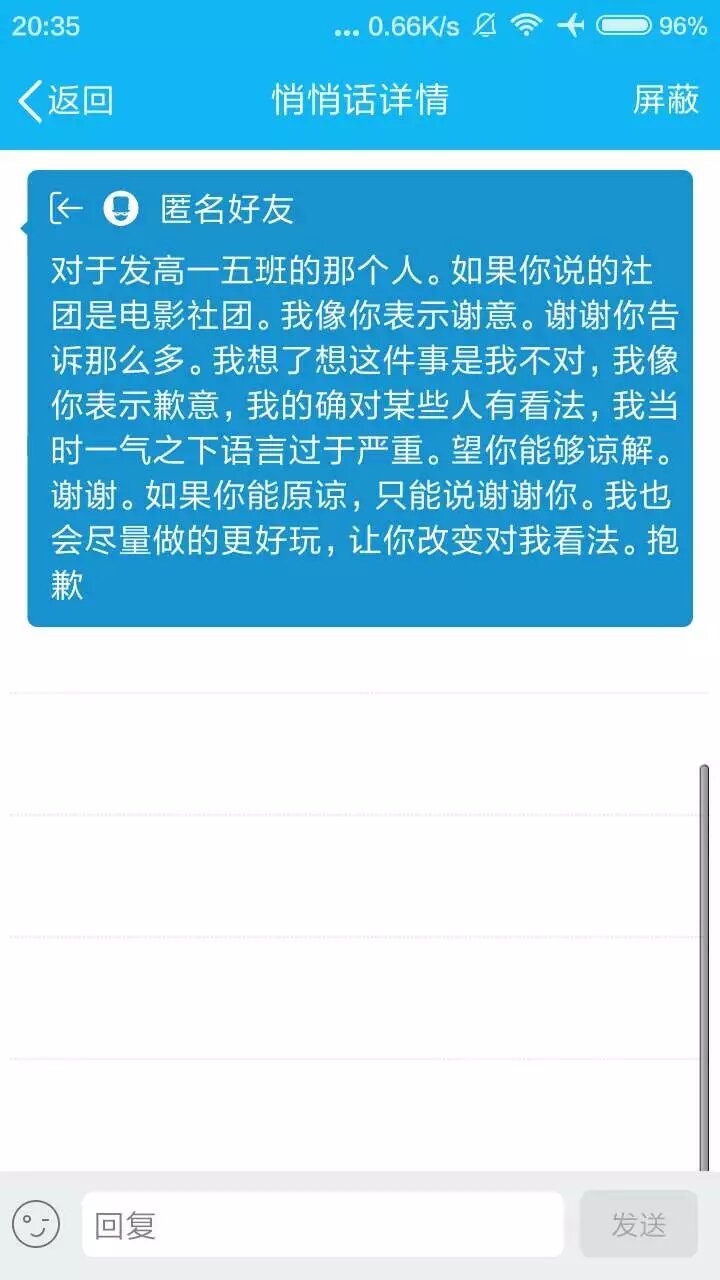 20:35
... 0.66K/s
96%
返回
悄悄话详情
屏蔽
匿名好友
对于发高一五班的那个人。如果你说的社
团是电影社团。我像你表示谢意。谢谢你告
诉那么多。我想了想这件事是我不对，我像
你表示歉意，我的确对某些人有看法，我当
时一气之下语言过于严重。望你能够谅解。
谢谢。如果你能原谅，只能说谢谢你。我也
会尽量做的更好玩，让你改变对我看法。抱
歉
回复
发送